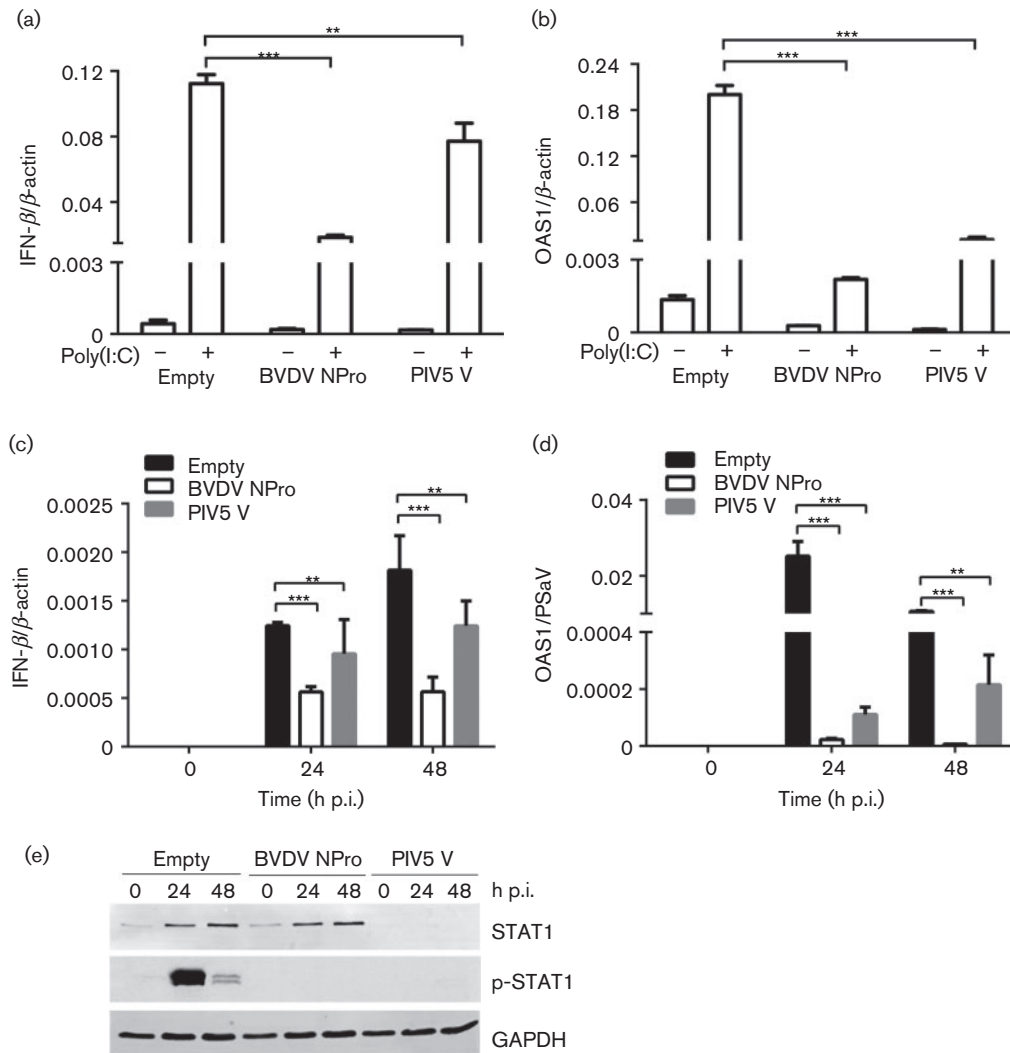 (a)
**
***
0.12
0.08
0.04
0.003
0
IFN-β/β-actin
Poly(I:C) − + − + − +
Empty BVDV NPro PIV5 V
(b)
***
***
0.24
0.18
0.12
0.06
0.003
0
OAS1/β-actin
− + − + − +
Empty BVDV NPro PIV5 V
(c)
Empty
BVDV NPro
PIV5 V
0.0025
0.0020
0.0015
0.0010
0.0005
0
IFN-β/β-actin
**
***
**
***
0 24 48
Time (h p.i.)
(d)
Empty
BVDV NPro
PIV5 V
0.04
0.02
0.0004
0.0002
0
OAS1/PSaV
***
***
**
***
0 24 48
Time (h p.i.)
(e)
Empty BVDV NPro PIV5 V
0 24 48 0 24 48 0 24 48 h p.i.
STAT1
p-STAT1
GAPDH